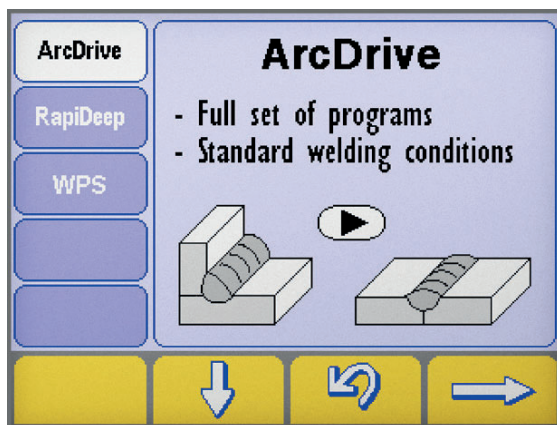 ArcDrive
RapiDeep
WPS
ArcDrive
- Full set of programs
- Standard welding conditions